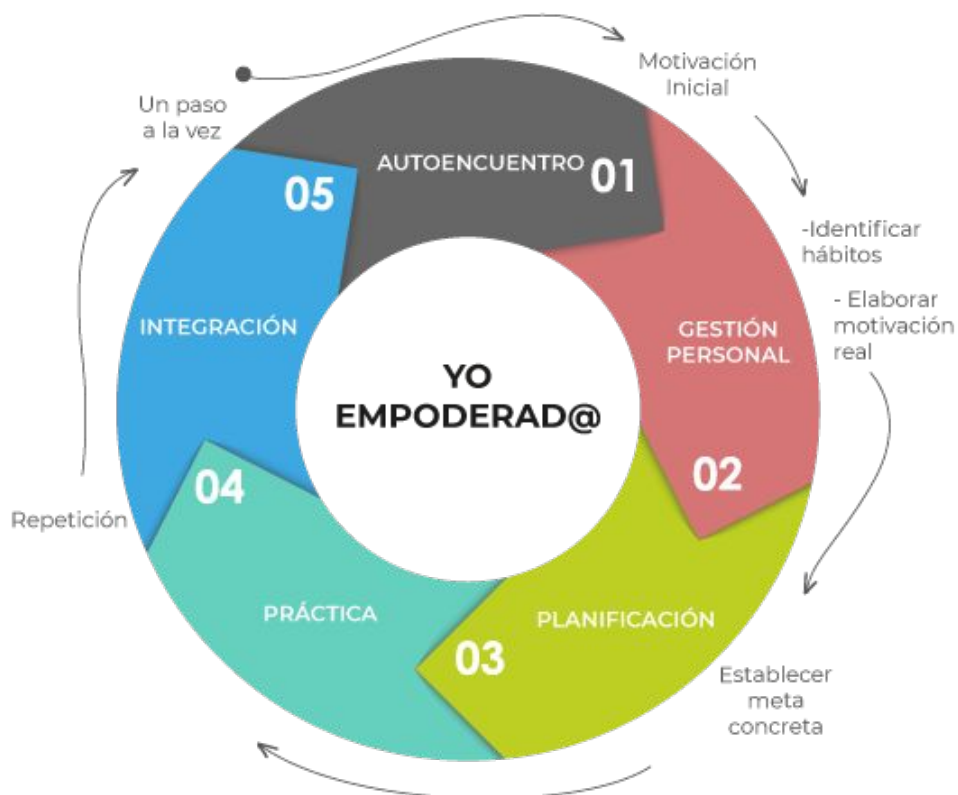 Motivación
Inicial
Un paso
a la vez
AUTOENCUENTRO
01
05
-Identificar
hábitos
- Elaborar
motivación
real
INTEGRACIÓN
GESTIÓN
PERSONAL
YO
EMPODERAD@
02
04
Repetición
PRÁCTICA
PLANIFICACIÓN
03
Establecer
meta
concreta